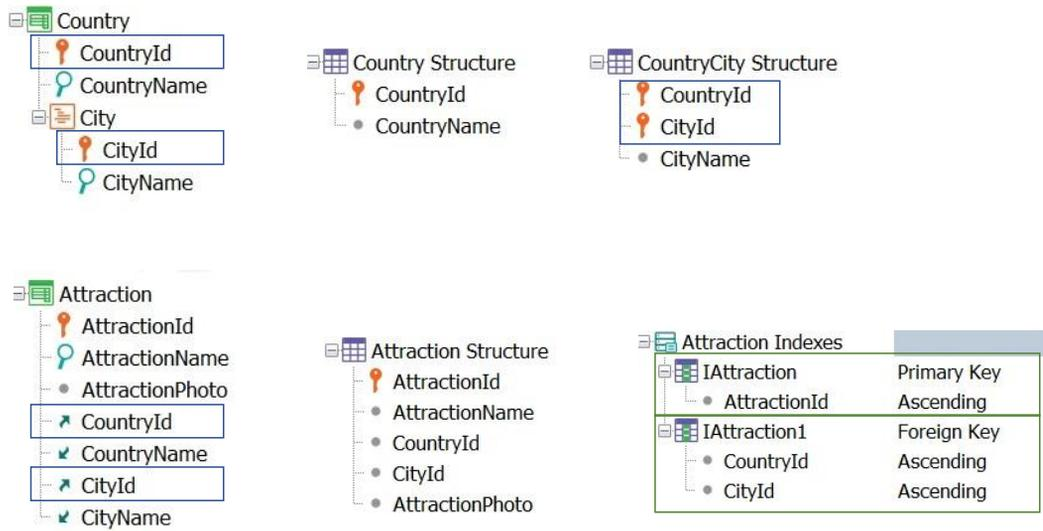 Country
CountryId
CountryName
City
CityId
CityName
Country Structure
CountryId
CountryName
CountryCity Structure
CountryId
CityId
CityName
Attraction
AttractionId
AttractionName
AttractionPhoto
CountryId
CountryName
CityId
CityName
Attraction Structure
AttractionId
AttractionName
CountryId
CityId
AttractionPhoto
Attraction Indexes
IAttraction Primary Key
AttractionId Ascending
IAttraction1 Foreign Key
CountryId Ascending
CityId Ascending